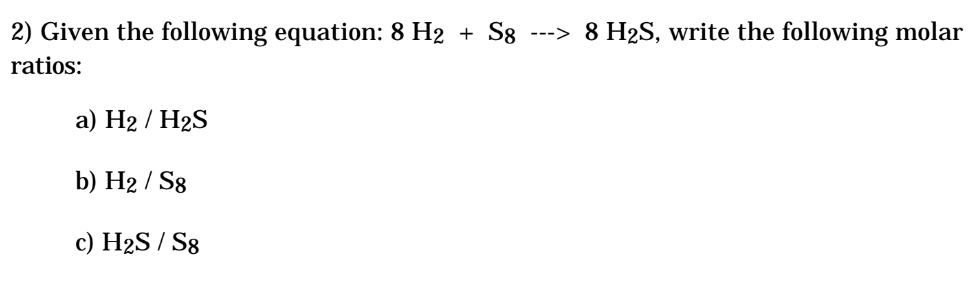 2) Given the following equation: 8 H2 + S8 ---> 8 H2S, write the following molar
ratios:
a) H2 / H2S
b) H2 / S8
c) H2S / S8